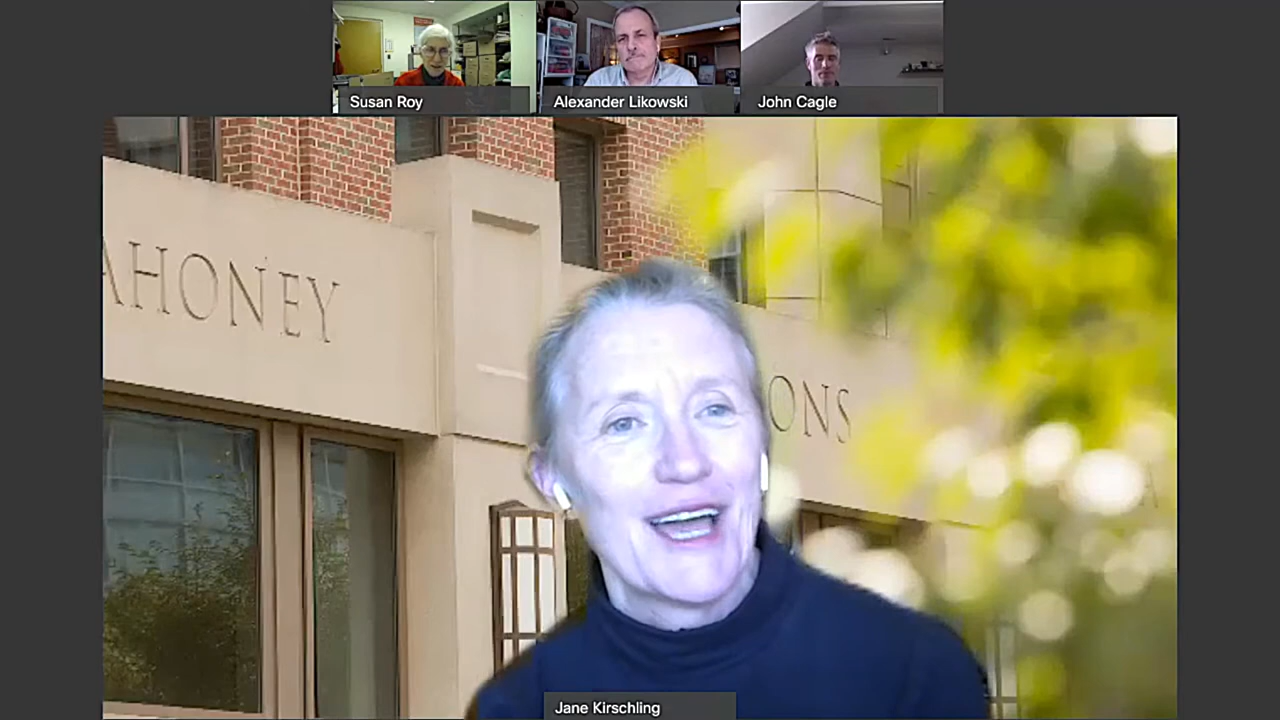 Susan Roy
Alexander Likowski
John Cagle
AHONEY
ONS
Jane Kirschling